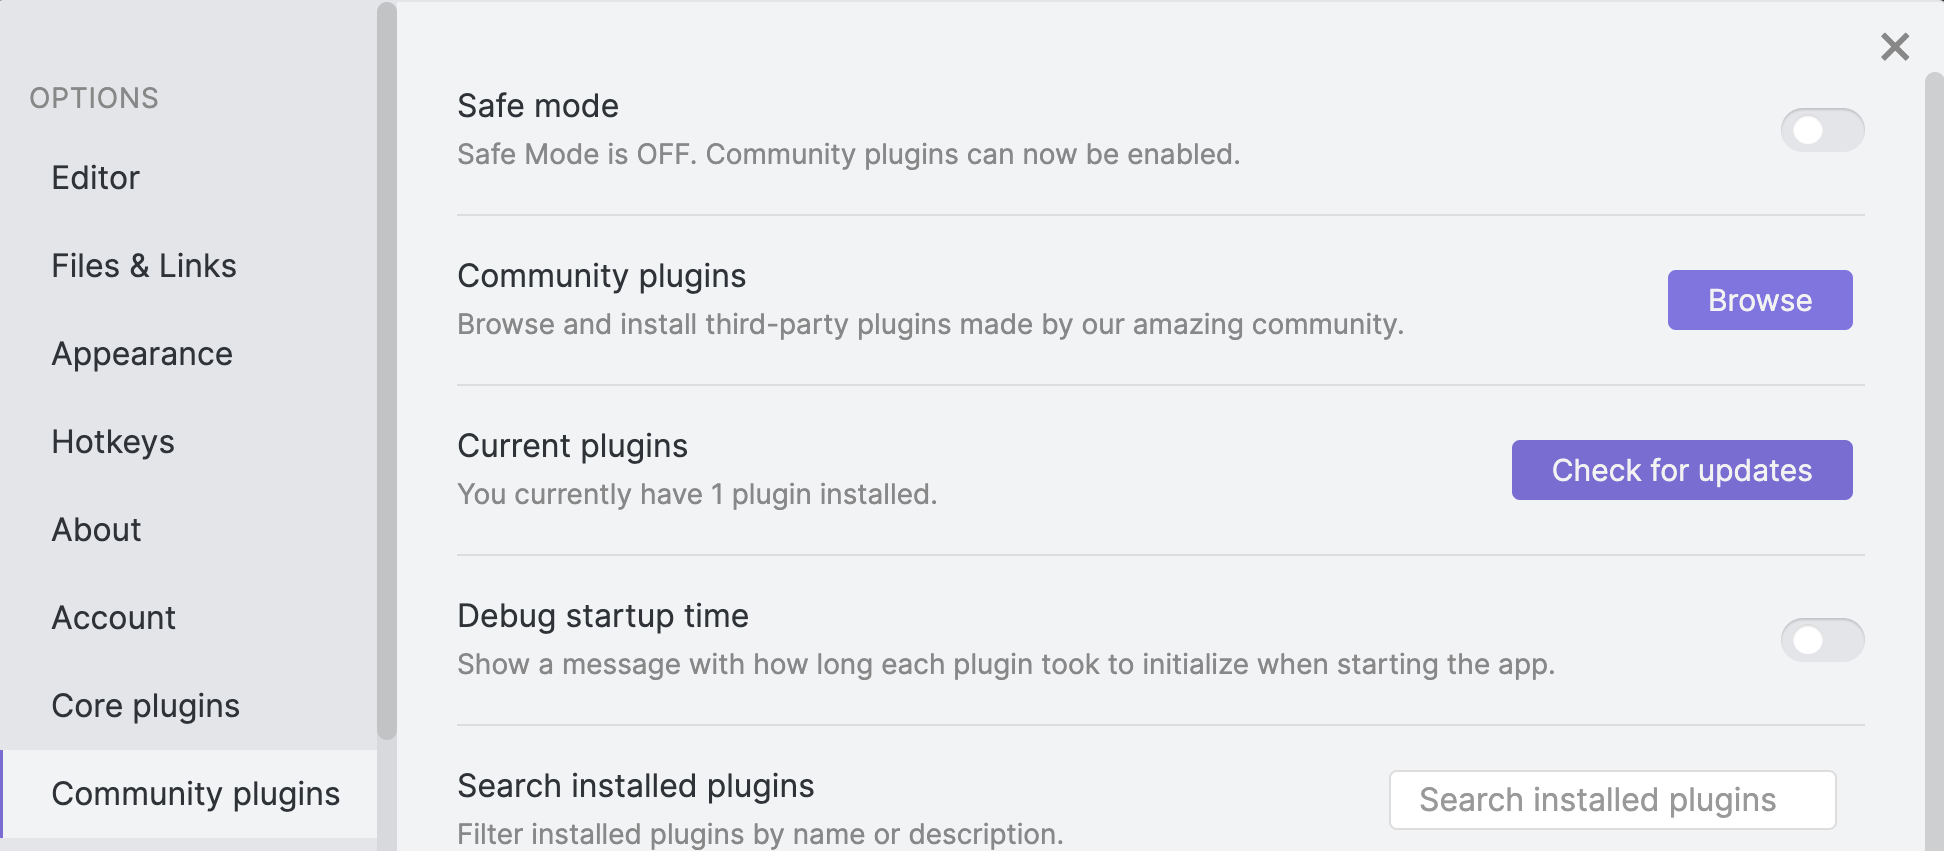 OPTIONS
Editor
Files & Links
Appearance
Hotkeys
About
Account
Core plugins
Community plugins
Safe mode
Safe Mode is OFF. Community plugins can now be enabled.
Community plugins
Browse and install third-party plugins made by our amazing community.
Browse
Current plugins
You currently have 1 plugin installed.
Check for updates
Debug startup time
Show a message with how long each plugin took to initialize when starting the app.
Search installed plugins
Filter installed plugins by name or description.
Search installed plugins